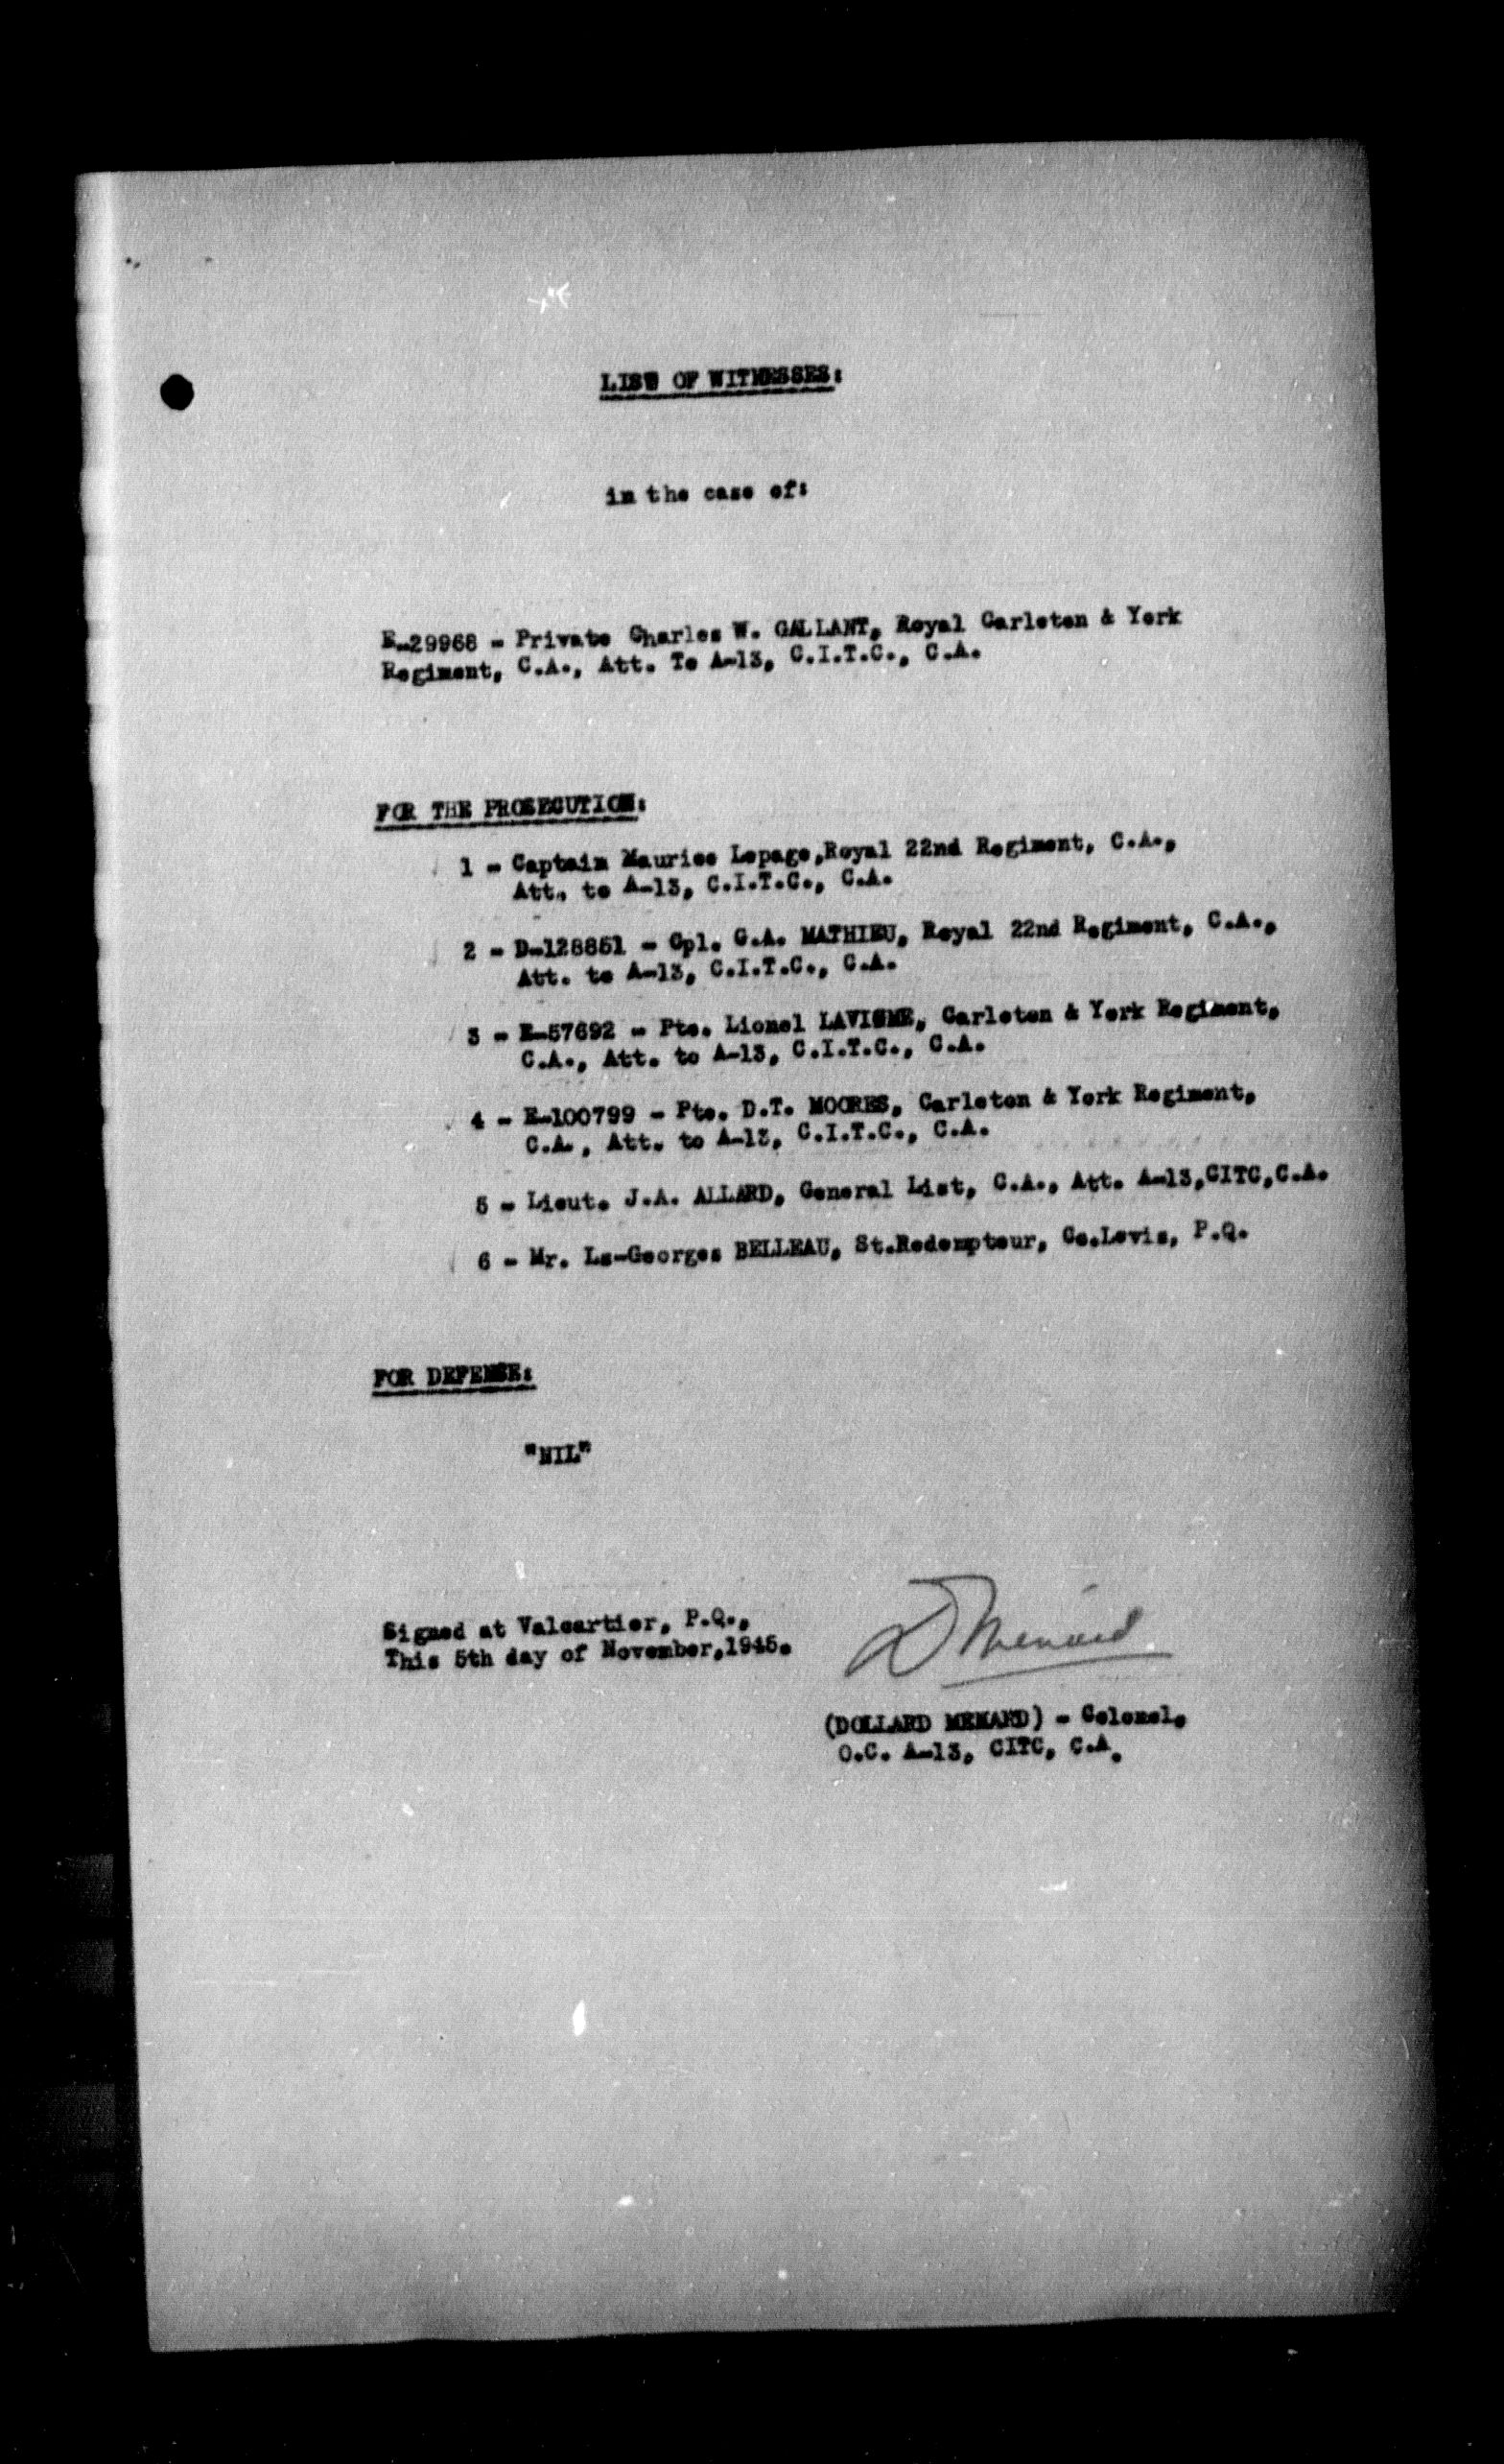 LIST OF WITNESSES:
in the case of:
E-29968 - Private Charles W. GALLANT, Royal Carleton & York
Regiment, C.A., Att. To A-13, C.I.T.C., C.A.
FOR THE PROSECUTION:
1 - Captain Maurice Lepage,Royal 22nd Regiment, C.A.,
Att. to A-13, C.I.T.C., C.A.
2 - D-128851 - Cpl. G.A. MATHIEU, Royal 22nd Regiment, C.A.,
Att. to A-13, C.I.T.C., C.A.
3 - E-57692 - Pte. Lionel LAVIGNE, Carleton & York Regiment,
C.A., Att. to A-13, C.I.T.C., C.A.
4 - E-100799 - Pte. D.T. MOORES, Carleton & York Regiment,
C.A., Att. to A-13, C.I.T.C., C.A.
5 - Lieut. J.A. ALLARD, General List, C.A., Att. A-13,CITC,C.A.
6 - Mr. Ls-Georges BELLEAU, St.Redempteur, Co.Levis, P.Q.
FOR DEFENSE:
"NIL"
Signed at Valcartier, P.Q.,
This 5th day of November,1945.
D Menard
(DOLLARD MENARD) - Colonel,
O.C. A-13, CITC, C.A.